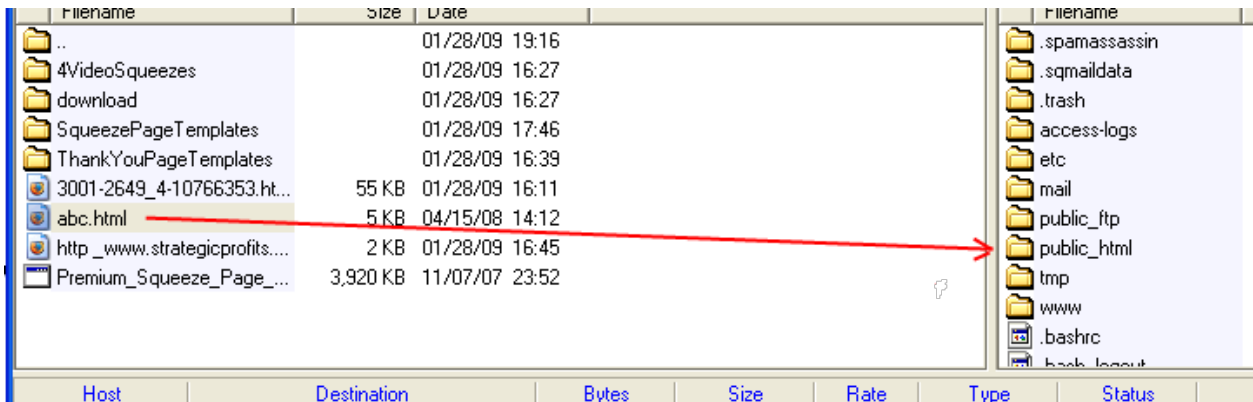 Filename Size Date
..  01/28/09 19:16
4VideoSqueezes 01/28/09 16:27
download 01/28/09 16:27
SqueezePageTemplates 01/28/09 17:46
ThankYouPageTemplates 01/28/09 16:39
3001-2649_4-10766353.ht... 55 KB 01/28/09 16:11
abc.html 5 KB 04/15/08 14:12
http_www.strategicprofits.... 2 KB 01/28/09 16:45
Premium_Squeeze_Page_... 3,920 KB 11/07/07 23:52
Filename
.spamassassin
.sqmaildata
.trash
access-logs
etc
mail
public_ftp
public_html
tmp
www
.bashrc
.bash_logout
Host Destination Bytes Size Rate Type Status